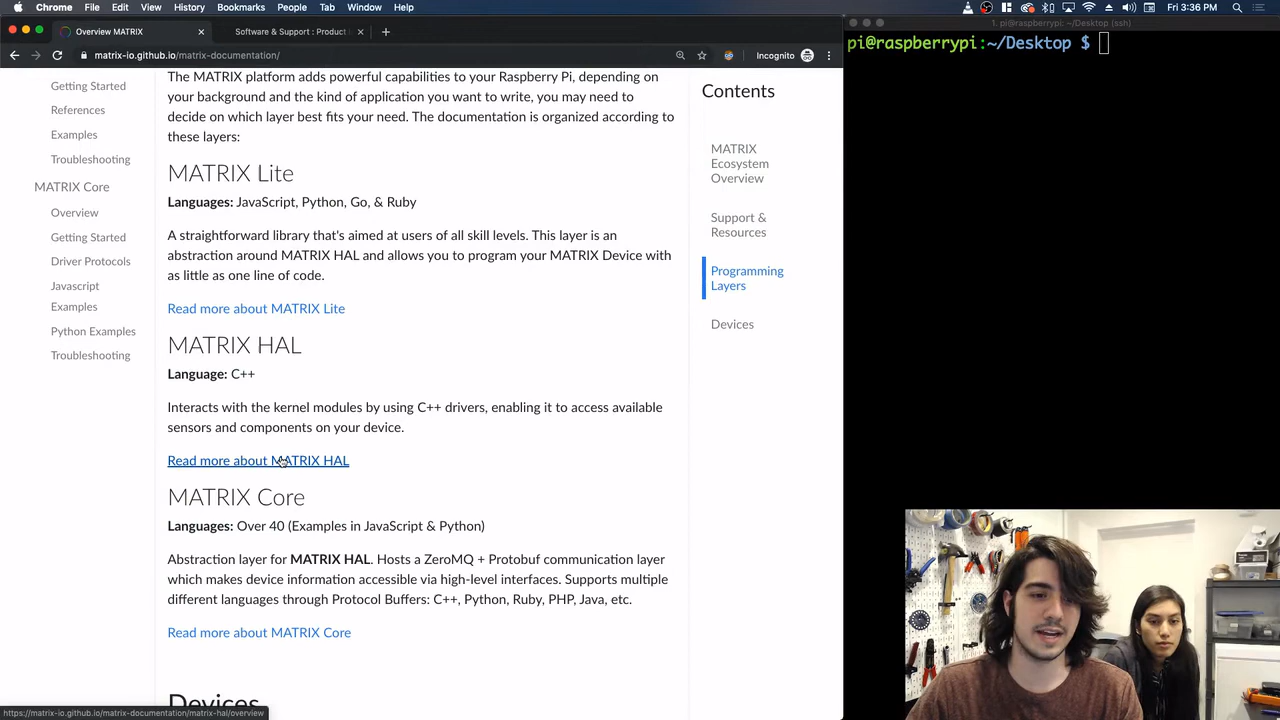 Chrome File Edit View History Bookmarks People Window Help
Fri 3:36 PM
Overview MATRIX
Software & Support : Product
matrix-io.github.io/matrix-documentation/
Incognito
1. pi@raspberrypi: ~/Desktop (ssh)
pi@raspberrypi:~/Desktop $
Getting Started
References
Examples
Troubleshooting
MATRIX Core
Overview
Getting Started
Driver Protocols
Javascript
Examples
Python Examples
Troubleshooting
The MATRIX platform adds powerful capabilities to your Raspberry Pi, depending on
your background and the kind of application you want to write, you may need to
decide on which layer best fits your need. The documentation is organized according to
these layers:
MATRIX Lite
Languages: JavaScript, Python, Go, & Ruby
A straightforward library that's aimed at users of all skill levels. This layer is an
abstraction around MATRIX HAL and allows you to program your MATRIX Device with
as little as one line of code.
Read more about MATRIX Lite
MATRIX HAL
Language: C++
Interacts with the kernel modules by using C++ drivers, enabling it to access available
sensors and components on your device.
Read more about MATRIX HAL
MATRIX Core
Languages: Over 40 (Examples in JavaScript & Python)
Abstraction layer for MATRIX HAL. Hosts a ZeroMQ + Protobuf communication layer
which makes device information accessible via high-level interfaces. Supports multiple
different languages through Protocol Buffers: C++, Python, Ruby, PHP, Java, etc.
Read more about MATRIX Core
Devices
Contents
MATRIX
Ecosystem
Overview
Support &
Resources
Programming
Layers
Devices
https://matrix-io.github.io/matrix-documentation/matrix-hal/overview